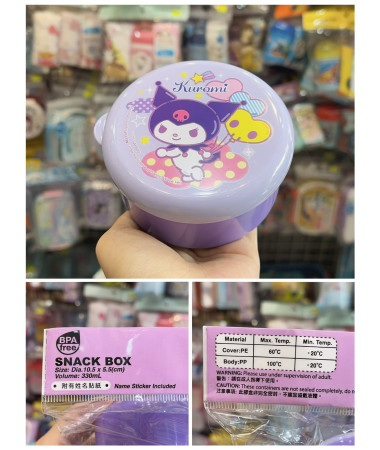 Kuromi
BPA
free
SNACK BOX
Size: Dia.10.5 x 5.5(cm)
Volume: 330mL
附有姓名貼紙 Name Sticker Included
Material Max. Temp. Min. Temp.
Cover:PE 60°C -20°C
Body:PP 100°C -20°C
WARNING: Please use under supervision of adult.
CAUTION: These containers are not sealed completely, do